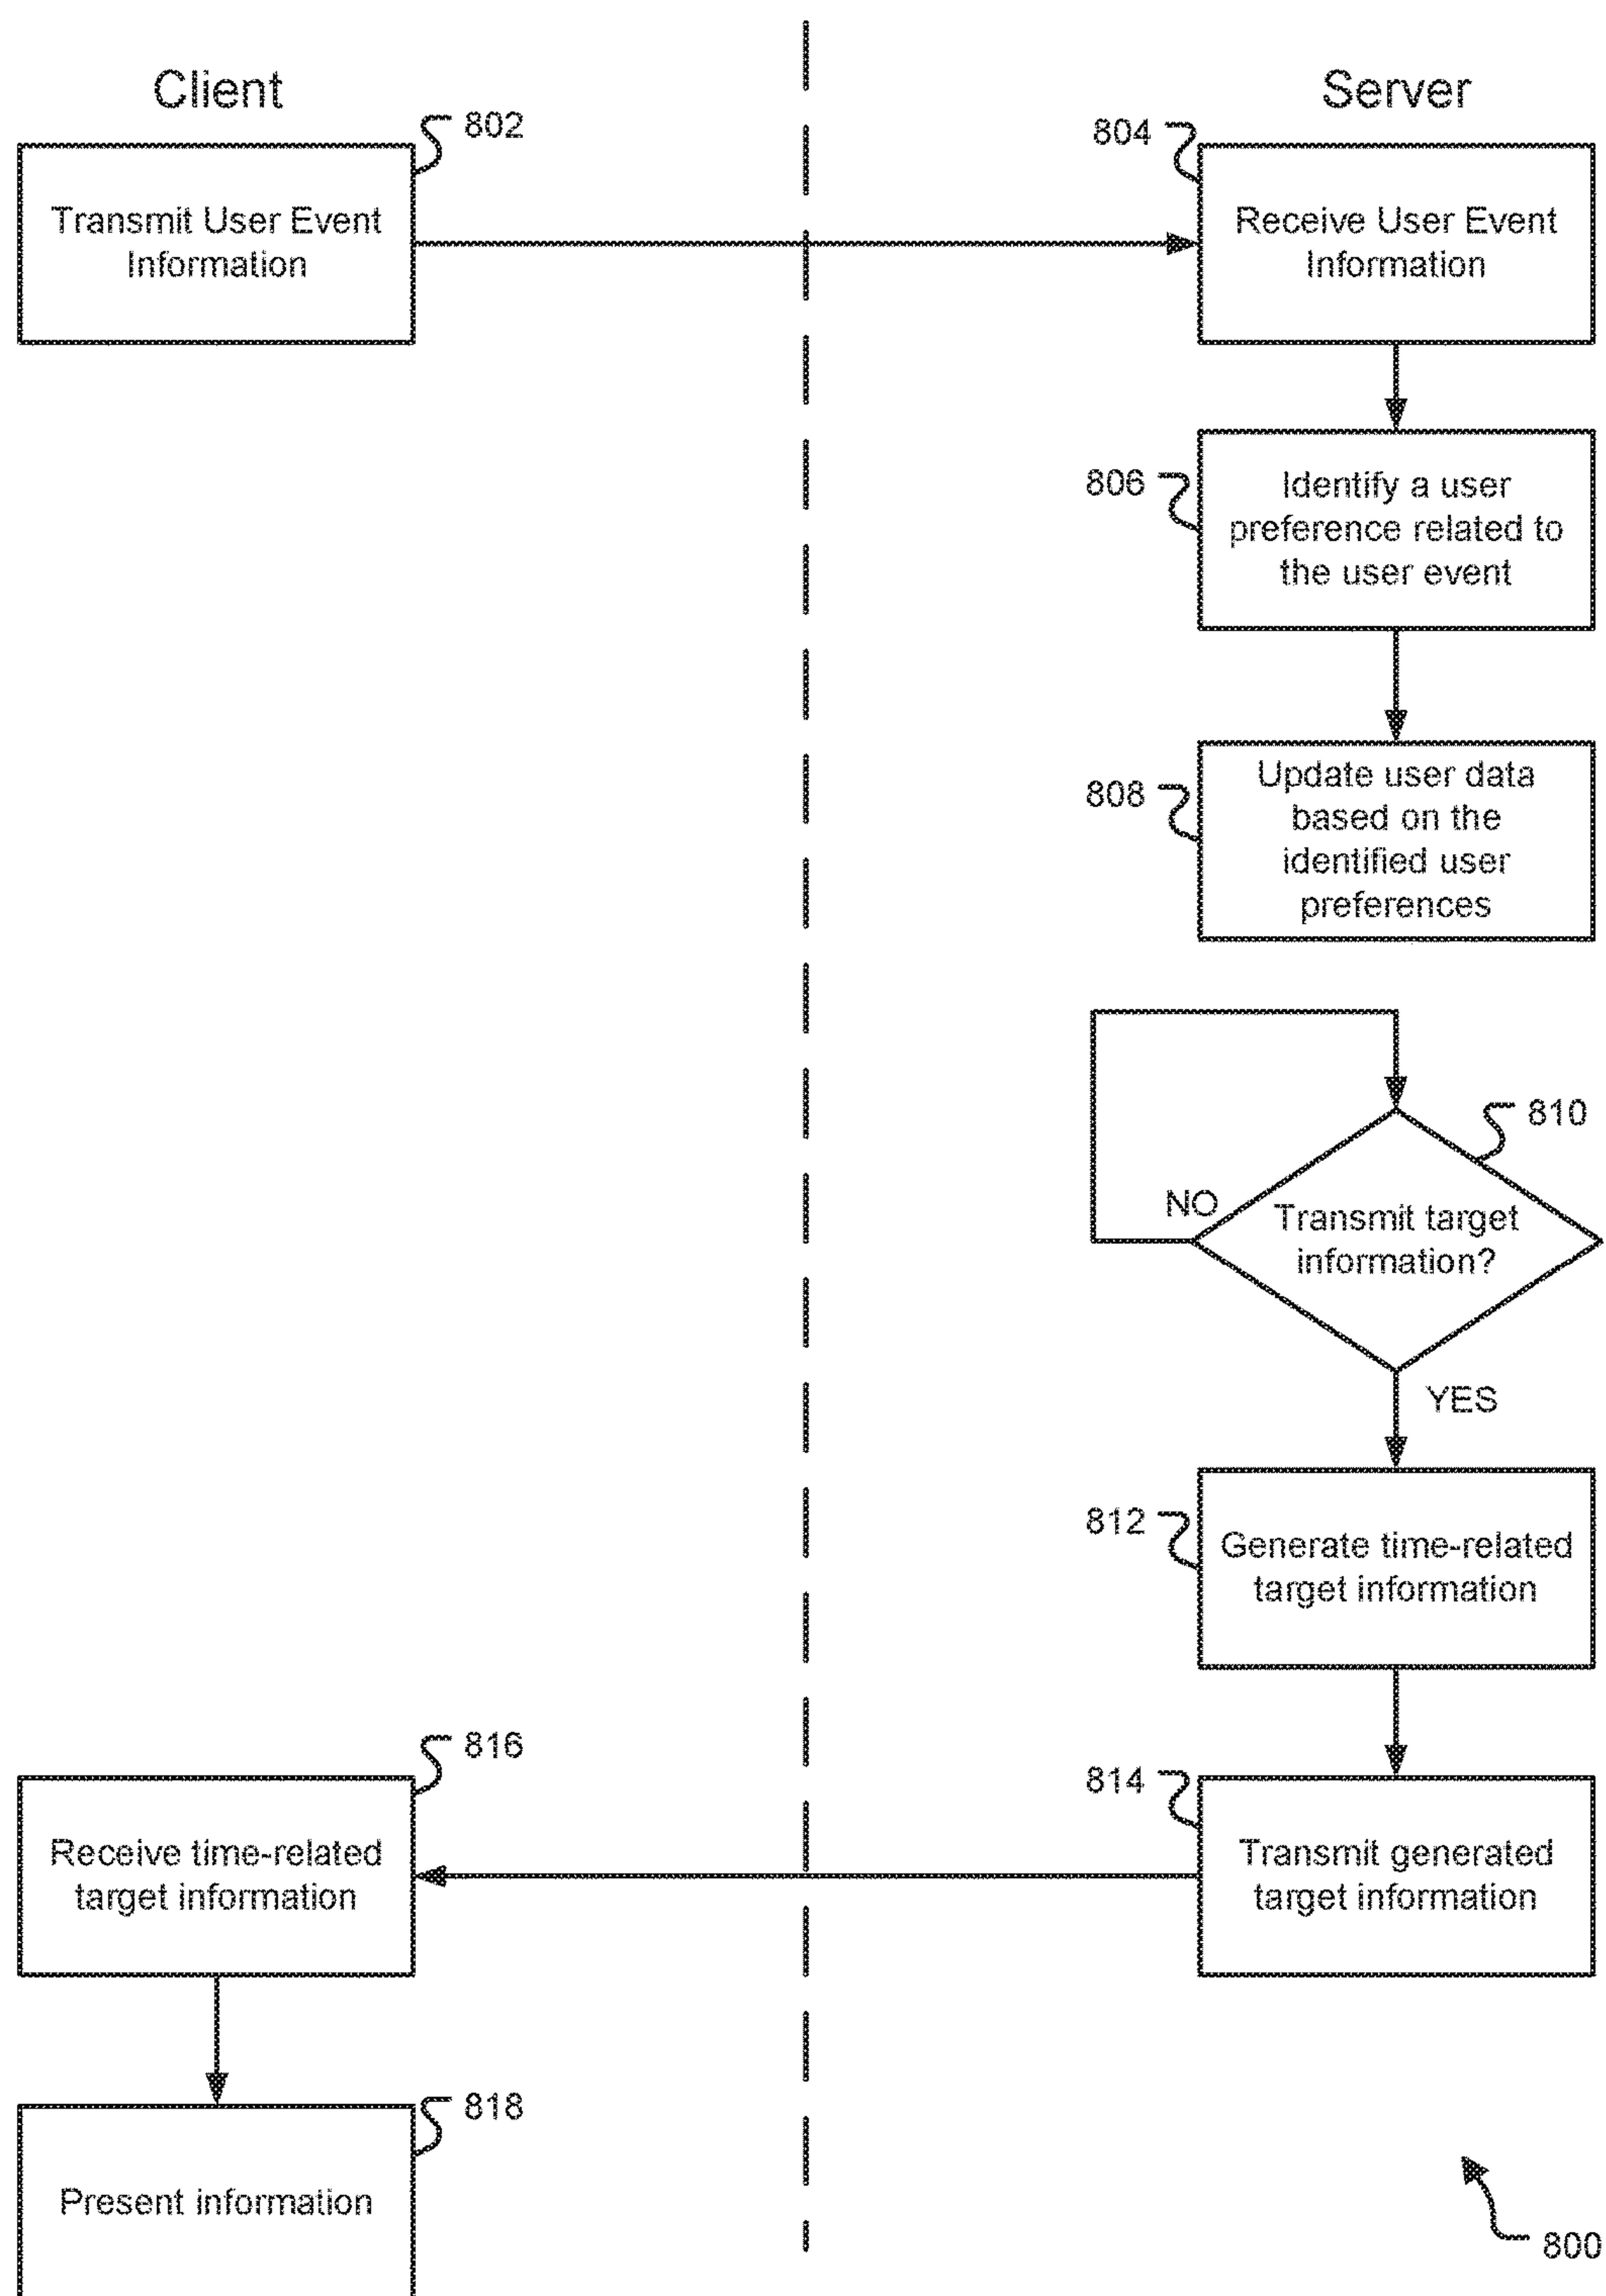 Client
Server
802
804
Transmit User Event
Information
Receive User Event
Information
806
Identify a user
preference related to
the user event
808
Update user data
based on the
identified user
preferences
810
NO
Transmit target
information?
YES
812
Generate time-related
target information
816
814
Receive time-related
target information
Transmit generated
target information
818
Present information
800